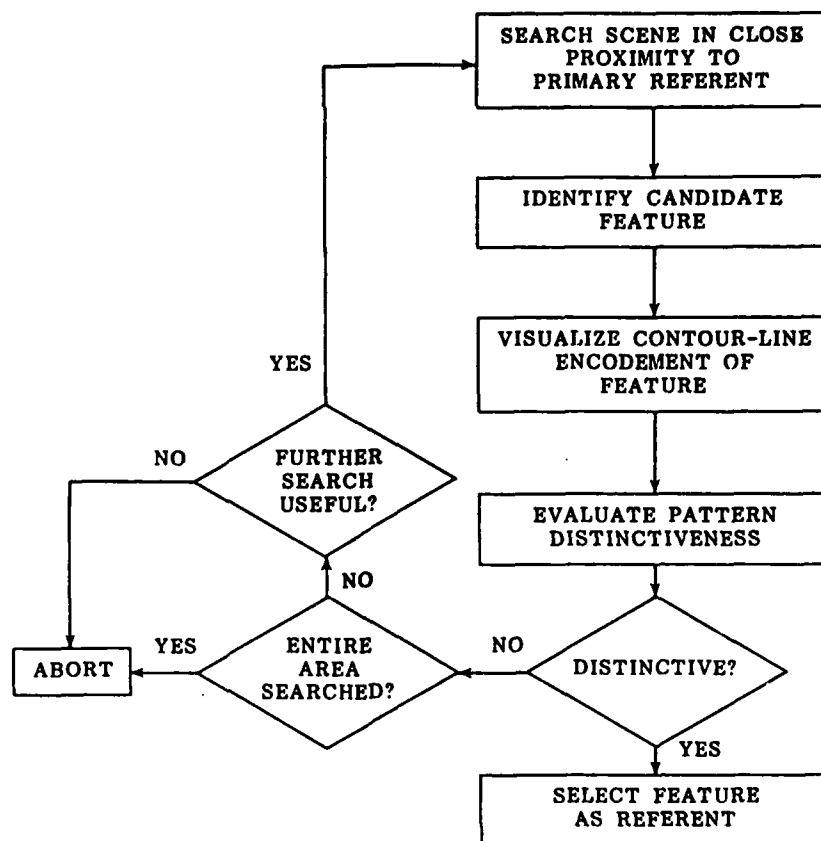 SEARCH SCENE IN CLOSE
PROXIMITY TO
PRIMARY REFERENT
IDENTIFY CANDIDATE
FEATURE
VISUALIZE CONTOUR-LINE
ENCODEMENT OF
FEATURE
YES
NO
FURTHER
SEARCH
USEFUL?
EVALUATE PATTERN
DISTINCTIVENESS
NO
YES
ENTIRE
AREA
SEARCHED?
NO
DISTINCTIVE?
ABORT
YES
SELECT FEATURE
AS REFERENT